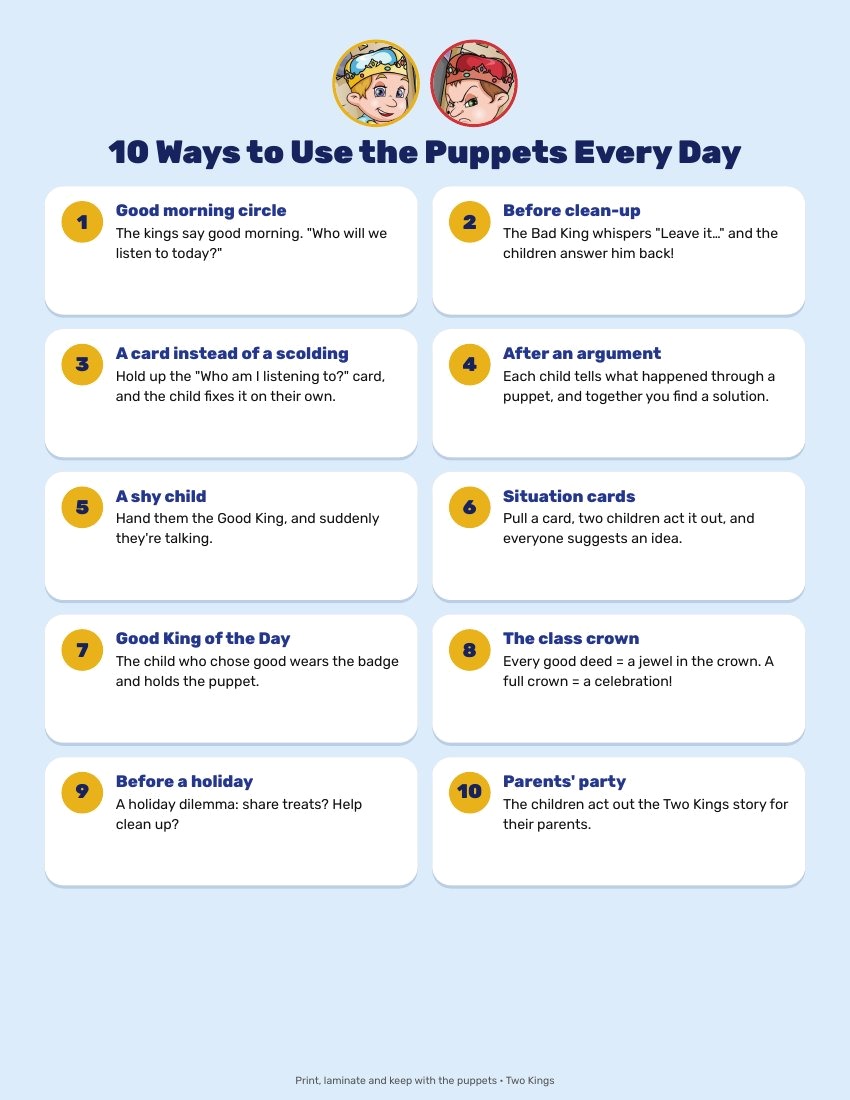 10 Ways to Use the Puppets Every Day
1
Good morning circle
The kings say good morning. "Who will we
listen to today?"
2
Before clean-up
The Bad King whispers "Leave it…" and the
children answer him back!
3
A card instead of a scolding
Hold up the "Who am I listening to?" card,
and the child fixes it on their own.
4
After an argument
Each child tells what happened through a
puppet, and together you find a solution.
5
A shy child
Hand them the Good King, and suddenly
they're talking.
6
Situation cards
Pull a card, two children act it out, and
everyone suggests an idea.
7
Good King of the Day
The child who chose good wears the badge
and holds the puppet.
8
The class crown
Every good deed = a jewel in the crown. A
full crown = a celebration!
9
Before a holiday
A holiday dilemma: share treats? Help
clean up?
10
Parents' party
The children act out the Two Kings story for
their parents.
Print, laminate and keep with the puppets • Two Kings